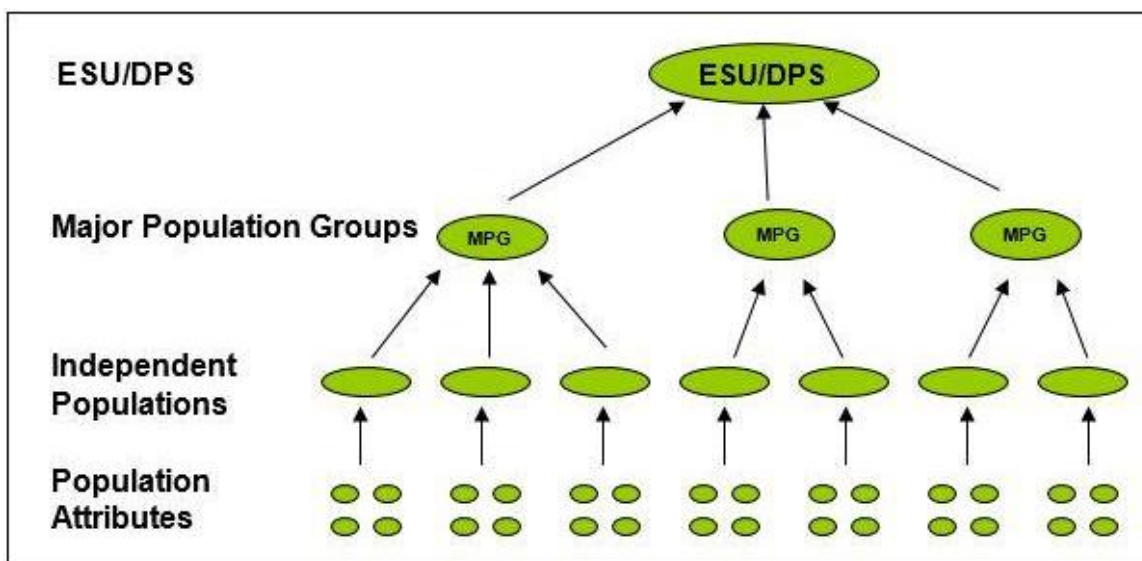 ESU/DPS
ESU/DPS
Major Population Groups
MPG
MPG
MPG
Independent
Populations
Population
Attributes